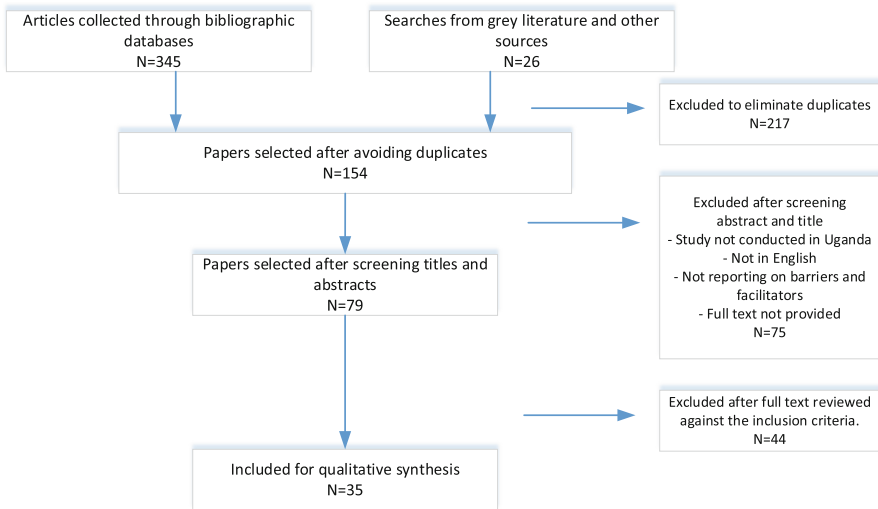 Articles collected through bibliographic
databases
N=345
Searches from grey literature and other
sources
N=26
Excluded to eliminate duplicates
N=217
Papers selected after avoiding duplicates
N=154
Excluded after screening
abstract and title
- Study not conducted in Uganda
- Not in English
- Not reporting on barriers and
facilitators
- Full text not provided
N=75
Papers selected after screening titles and
abstracts
N=79
Excluded after full text reviewed
against the inclusion criteria.
N=44
Included for qualitative synthesis
N=35